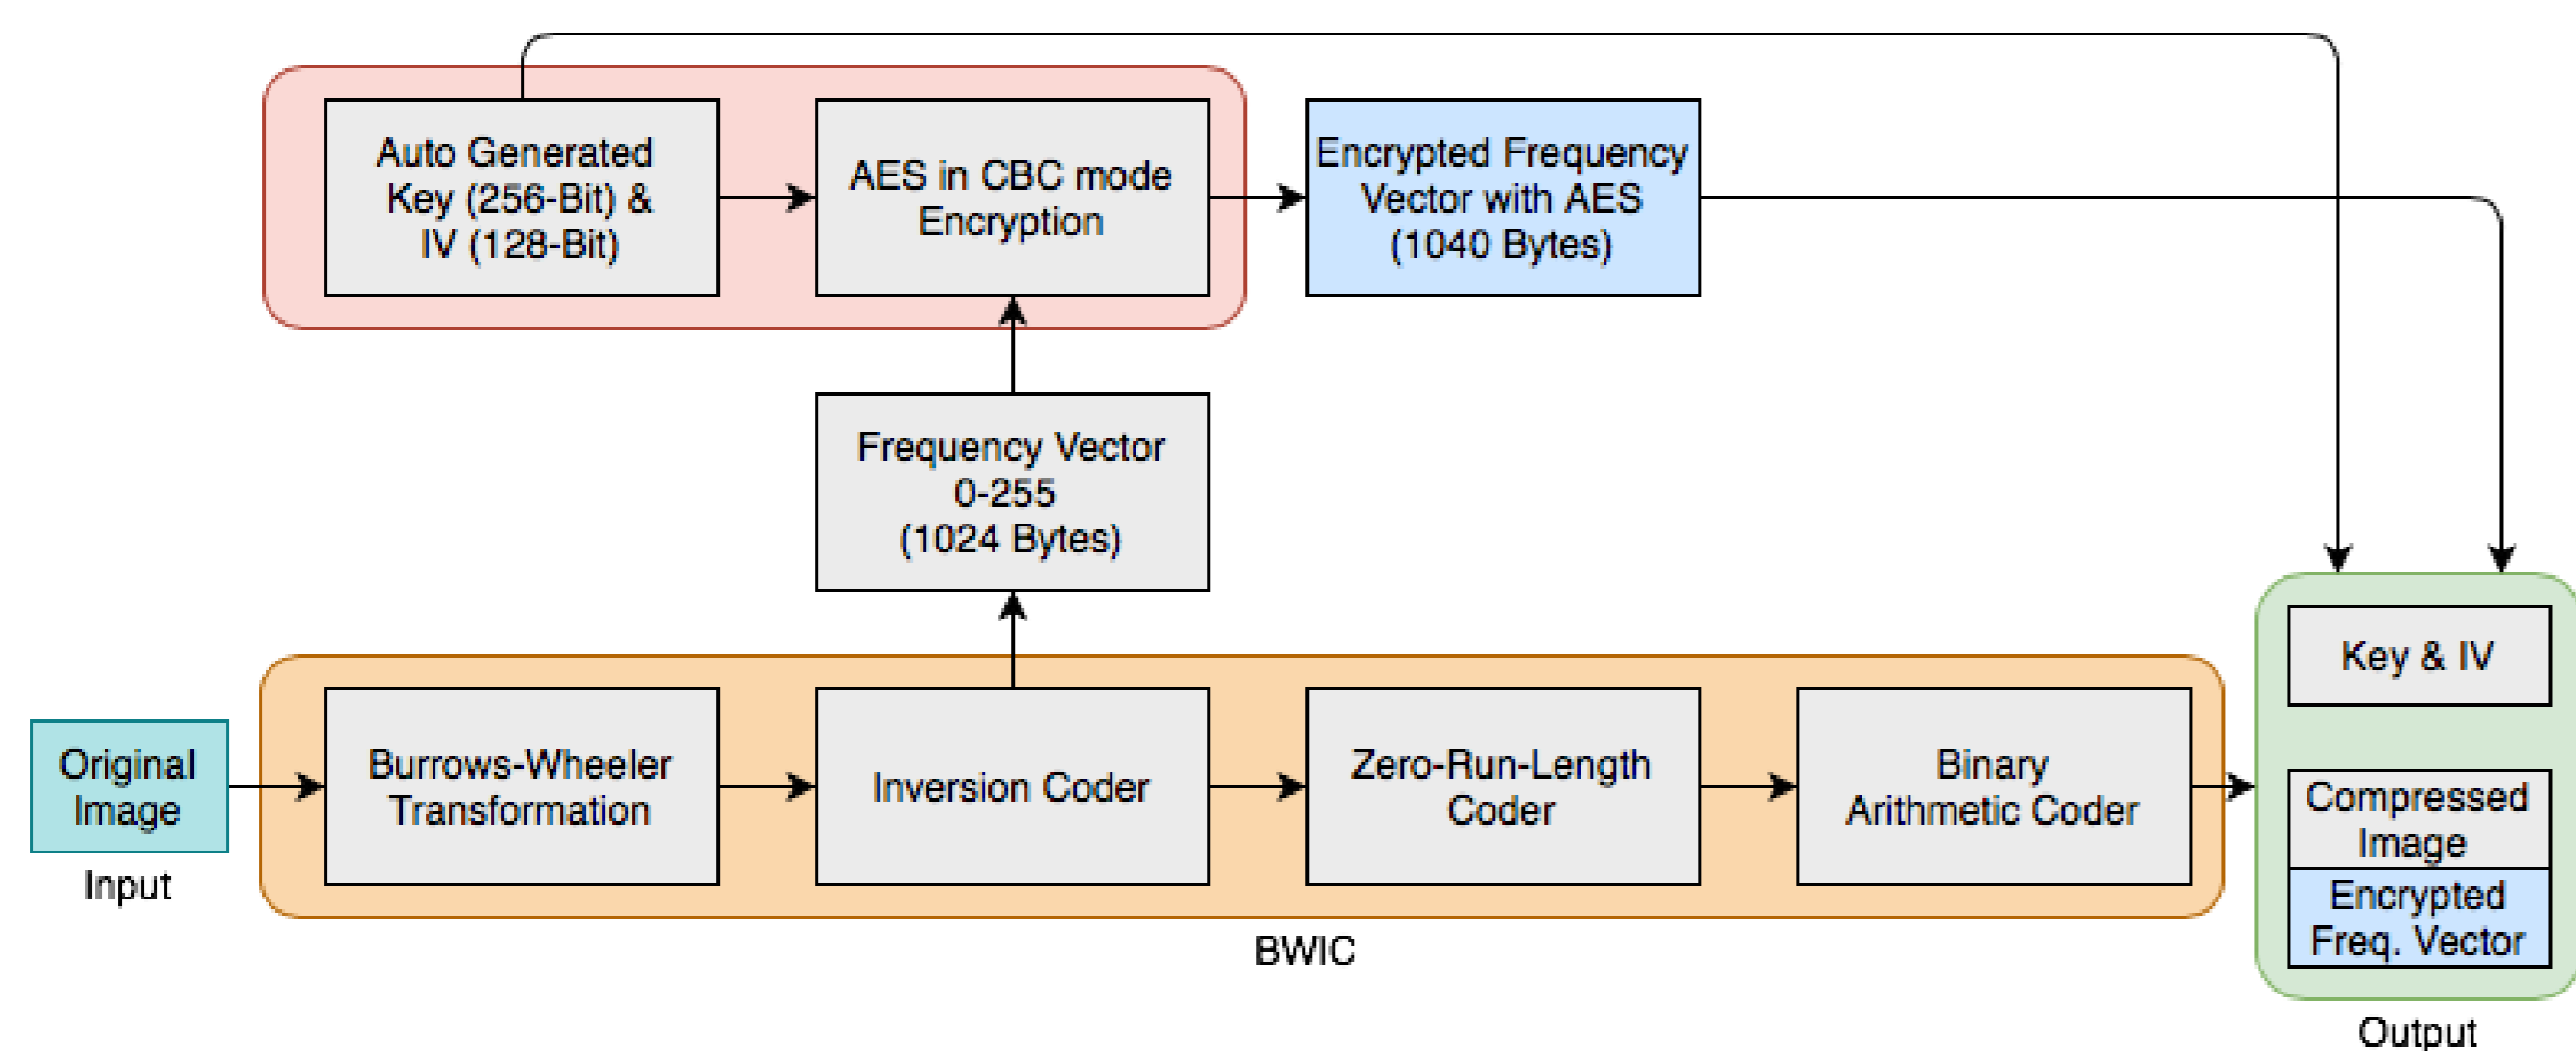 Auto Generated
Key (256-Bit) &
IV (128-Bit)
AES in CBC mode
Encryption
Encrypted Frequency
Vector with AES
(1040 Bytes)
Frequency Vector
0-255
(1024 Bytes)
Original
Image
Input
Burrows-Wheeler
Transformation
Inversion Coder
Zero-Run-Length
Coder
Binary
Arithmetic Coder
BWIC
Key & IV
Compressed
Image
Encrypted
Freq. Vector
Output